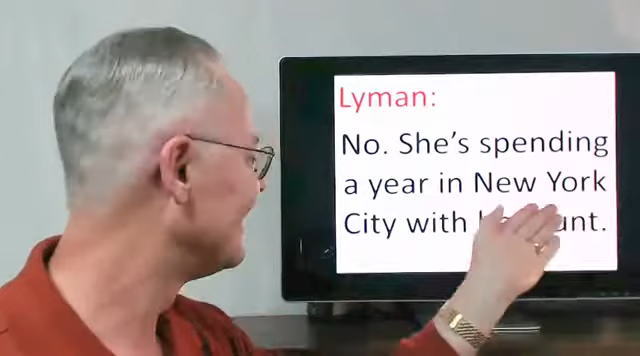 Lyman:
No. She's spending
a year in New York
City with